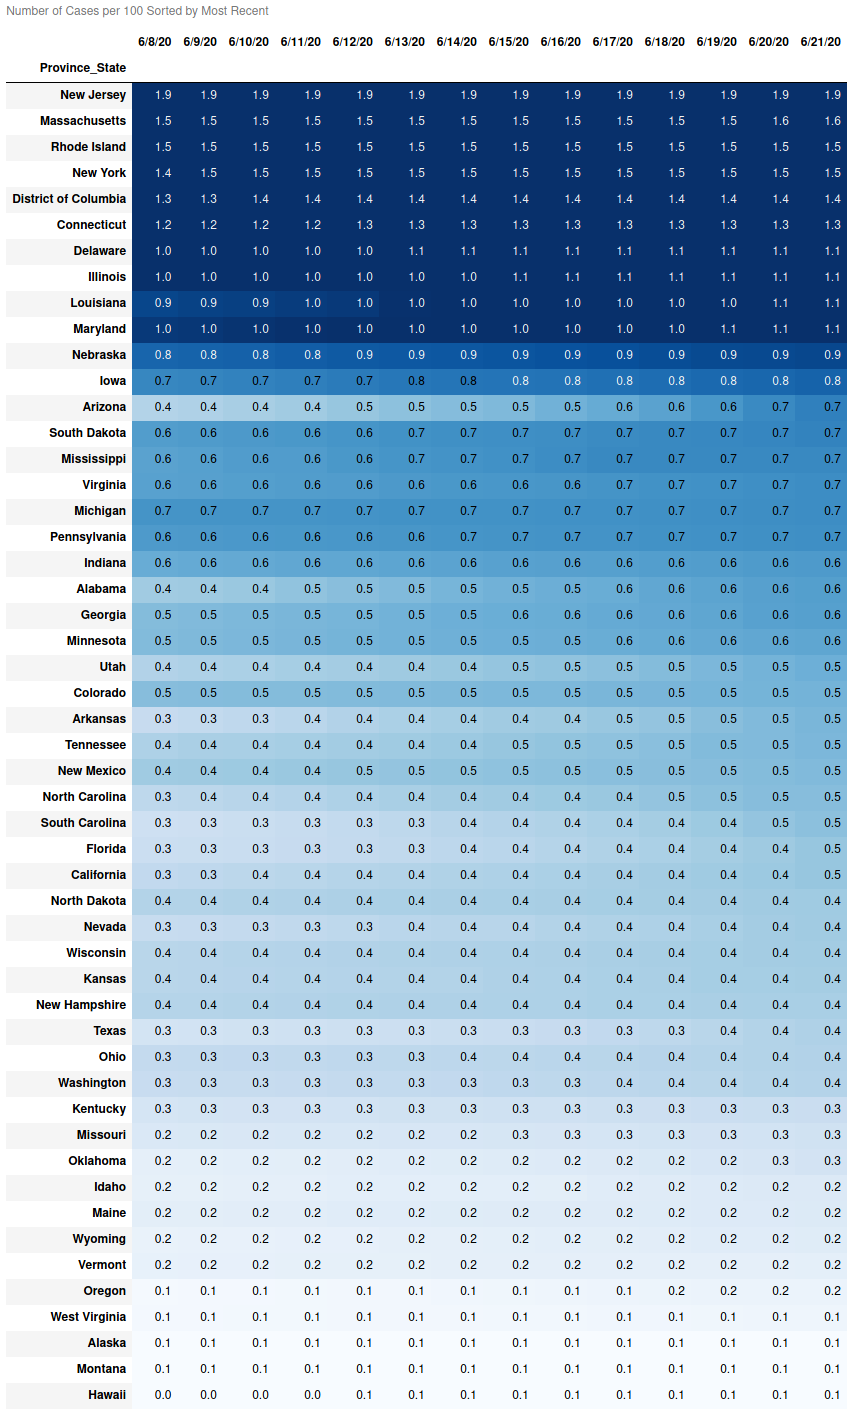 Number of Cases per 100 Sorted by Most Recent
6/8/20 6/9/20 6/10/20 6/11/20 6/12/20 6/13/20 6/14/20 6/15/20 6/16/20 6/17/20 6/18/20 6/19/20 6/20/20 6/21/20
Province_State
New Jersey 1.9 1.9 1.9 1.9 1.9 1.9 1.9 1.9 1.9 1.9 1.9 1.9 1.9 1.9
Massachusetts 1.5 1.5 1.5 1.5 1.5 1.5 1.5 1.5 1.5 1.5 1.5 1.5 1.6 1.6
Rhode Island 1.5 1.5 1.5 1.5 1.5 1.5 1.5 1.5 1.5 1.5 1.5 1.5 1.5 1.5
New York 1.4 1.5 1.5 1.5 1.5 1.5 1.5 1.5 1.5 1.5 1.5 1.5 1.5 1.5
District of Columbia 1.3 1.3 1.4 1.4 1.4 1.4 1.4 1.4 1.4 1.4 1.4 1.4 1.4 1.4
Connecticut 1.2 1.2 1.2 1.2 1.3 1.3 1.3 1.3 1.3 1.3 1.3 1.3 1.3 1.3
Delaware 1.0 1.0 1.0 1.0 1.0 1.1 1.1 1.1 1.1 1.1 1.1 1.1 1.1 1.1
Illinois 1.0 1.0 1.0 1.0 1.0 1.0 1.0 1.1 1.1 1.1 1.1 1.1 1.1 1.1
Louisiana 0.9 0.9 0.9 1.0 1.0 1.0 1.0 1.0 1.0 1.0 1.0 1.0 1.1 1.1
Maryland 1.0 1.0 1.0 1.0 1.0 1.0 1.0 1.0 1.0 1.0 1.0 1.1 1.1 1.1
Nebraska 0.8 0.8 0.8 0.8 0.9 0.9 0.9 0.9 0.9 0.9 0.9 0.9 0.9 0.9
Iowa 0.7 0.7 0.7 0.7 0.7 0.8 0.8 0.8 0.8 0.8 0.8 0.8 0.8 0.8
Arizona 0.4 0.4 0.4 0.4 0.5 0.5 0.5 0.5 0.5 0.6 0.6 0.6 0.7 0.7
South Dakota 0.6 0.6 0.6 0.6 0.6 0.7 0.7 0.7 0.7 0.7 0.7 0.7 0.7 0.7
Mississippi 0.6 0.6 0.6 0.6 0.6 0.7 0.7 0.7 0.7 0.7 0.7 0.7 0.7 0.7
Virginia 0.6 0.6 0.6 0.6 0.6 0.6 0.6 0.6 0.6 0.7 0.7 0.7 0.7 0.7
Michigan 0.7 0.7 0.7 0.7 0.7 0.7 0.7 0.7 0.7 0.7 0.7 0.7 0.7 0.7
Pennsylvania 0.6 0.6 0.6 0.6 0.6 0.6 0.7 0.7 0.7 0.7 0.7 0.7 0.7 0.7
Indiana 0.6 0.6 0.6 0.6 0.6 0.6 0.6 0.6 0.6 0.6 0.6 0.6 0.6 0.6
Alabama 0.4 0.4 0.4 0.5 0.5 0.5 0.5 0.5 0.5 0.6 0.6 0.6 0.6 0.6
Georgia 0.5 0.5 0.5 0.5 0.5 0.5 0.5 0.6 0.6 0.6 0.6 0.6 0.6 0.6
Minnesota 0.5 0.5 0.5 0.5 0.5 0.5 0.5 0.5 0.5 0.6 0.6 0.6 0.6 0.6
Utah 0.4 0.4 0.4 0.4 0.4 0.4 0.4 0.5 0.5 0.5 0.5 0.5 0.5 0.5
Colorado 0.5 0.5 0.5 0.5 0.5 0.5 0.5 0.5 0.5 0.5 0.5 0.5 0.5 0.5
Arkansas 0.3 0.3 0.3 0.4 0.4 0.4 0.4 0.4 0.4 0.5 0.5 0.5 0.5 0.5
Tennessee 0.4 0.4 0.4 0.4 0.4 0.4 0.4 0.5 0.5 0.5 0.5 0.5 0.5 0.5
New Mexico 0.4 0.4 0.4 0.4 0.5 0.5 0.5 0.5 0.5 0.5 0.5 0.5 0.5 0.5
North Carolina 0.3 0.4 0.4 0.4 0.4 0.4 0.4 0.4 0.4 0.4 0.5 0.5 0.5 0.5
South Carolina 0.3 0.3 0.3 0.3 0.3 0.3 0.4 0.4 0.4 0.4 0.4 0.4 0.5 0.5
Florida 0.3 0.3 0.3 0.3 0.3 0.3 0.4 0.4 0.4 0.4 0.4 0.4 0.4 0.5
California 0.3 0.3 0.4 0.4 0.4 0.4 0.4 0.4 0.4 0.4 0.4 0.4 0.4 0.5
North Dakota 0.4 0.4 0.4 0.4 0.4 0.4 0.4 0.4 0.4 0.4 0.4 0.4 0.4 0.4
Nevada 0.3 0.3 0.3 0.3 0.3 0.4 0.4 0.4 0.4 0.4 0.4 0.4 0.4 0.4
Wisconsin 0.4 0.4 0.4 0.4 0.4 0.4 0.4 0.4 0.4 0.4 0.4 0.4 0.4 0.4
Kansas 0.4 0.4 0.4 0.4 0.4 0.4 0.4 0.4 0.4 0.4 0.4 0.4 0.4 0.4
New Hampshire 0.4 0.4 0.4 0.4 0.4 0.4 0.4 0.4 0.4 0.4 0.4 0.4 0.4 0.4
Texas 0.3 0.3 0.3 0.3 0.3 0.3 0.3 0.3 0.3 0.3 0.3 0.4 0.4 0.4
Ohio 0.3 0.3 0.3 0.3 0.3 0.3 0.4 0.4 0.4 0.4 0.4 0.4 0.4 0.4
Washington 0.3 0.3 0.3 0.3 0.3 0.3 0.3 0.3 0.3 0.4 0.4 0.4 0.4 0.4
Kentucky 0.3 0.3 0.3 0.3 0.3 0.3 0.3 0.3 0.3 0.3 0.3 0.3 0.3 0.3
Missouri 0.2 0.2 0.2 0.2 0.2 0.2 0.2 0.3 0.3 0.3 0.3 0.3 0.3 0.3
Oklahoma 0.2 0.2 0.2 0.2 0.2 0.2 0.2 0.2 0.2 0.2 0.2 0.2 0.3 0.3
Idaho 0.2 0.2 0.2 0.2 0.2 0.2 0.2 0.2 0.2 0.2 0.2 0.2 0.2 0.2
Maine 0.2 0.2 0.2 0.2 0.2 0.2 0.2 0.2 0.2 0.2 0.2 0.2 0.2 0.2
Wyoming 0.2 0.2 0.2 0.2 0.2 0.2 0.2 0.2 0.2 0.2 0.2 0.2 0.2 0.2
Vermont 0.2 0.2 0.2 0.2 0.2 0.2 0.2 0.2 0.2 0.2 0.2 0.2 0.2 0.2
Oregon 0.1 0.1 0.1 0.1 0.1 0.1 0.1 0.1 0.1 0.1 0.2 0.2 0.2 0.2
West Virginia 0.1 0.1 0.1 0.1 0.1 0.1 0.1 0.1 0.1 0.1 0.1 0.1 0.1 0.1
Alaska 0.1 0.1 0.1 0.1 0.1 0.1 0.1 0.1 0.1 0.1 0.1 0.1 0.1 0.1
Montana 0.1 0.1 0.1 0.1 0.1 0.1 0.1 0.1 0.1 0.1 0.1 0.1 0.1 0.1
Hawaii 0.0 0.0 0.0 0.0 0.1 0.1 0.1 0.1 0.1 0.1 0.1 0.1 0.1 0.1